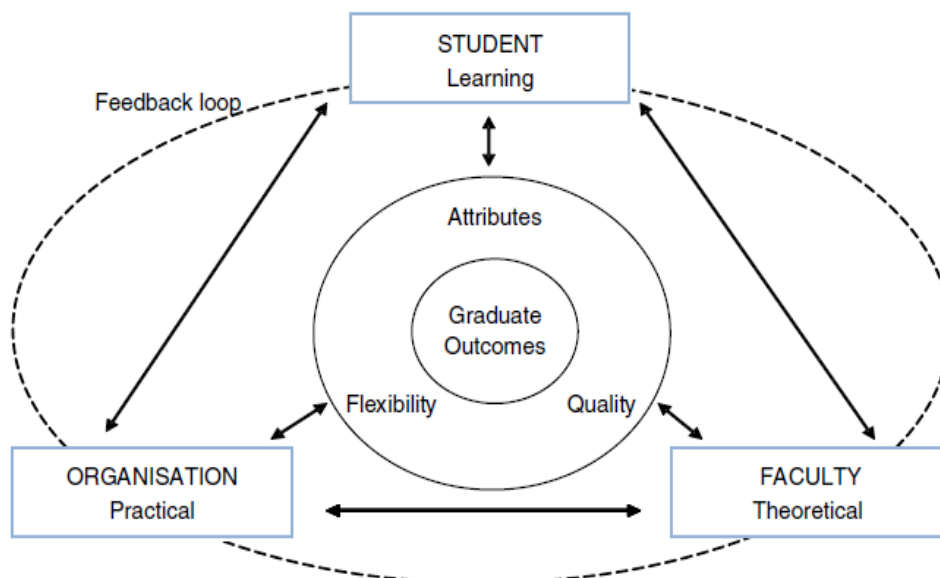 STUDENT
Learning
Feedback loop
Attributes
Graduate
Outcomes
Flexibility
Quality
ORGANISATION
Practical
FACULTY
Theoretical